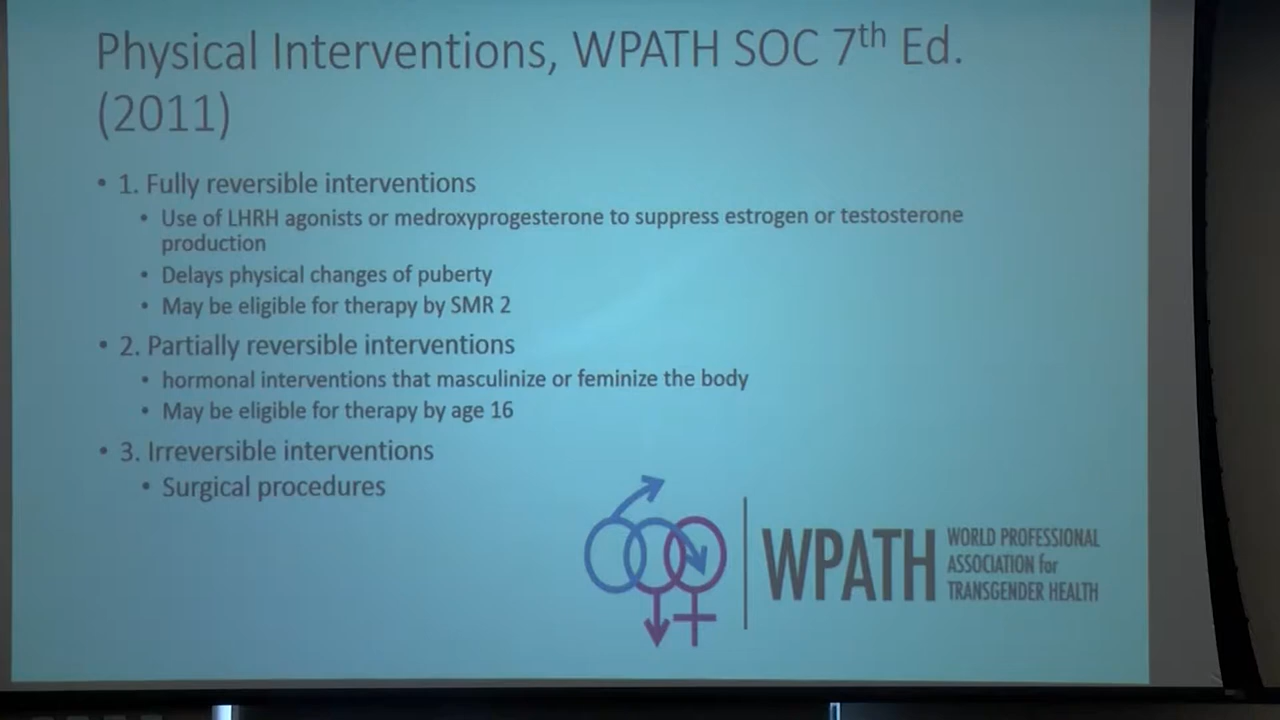 Physical Interventions, WPATH SOC 7th Ed.
(2011)
• 1. Fully reversible interventions
• Use of LHRH agonists or medroxyprogesterone to suppress estrogen or testosterone
production
• Delays physical changes of puberty
• May be eligible for therapy by SMR 2
• 2. Partially reversible interventions
• hormonal interventions that masculinize or feminize the body
• May be eligible for therapy by age 16
• 3. Irreversible interventions
• Surgical procedures
WPATH
WORLD PROFESSIONAL
ASSOCIATION for
TRANSGENDER HEALTH